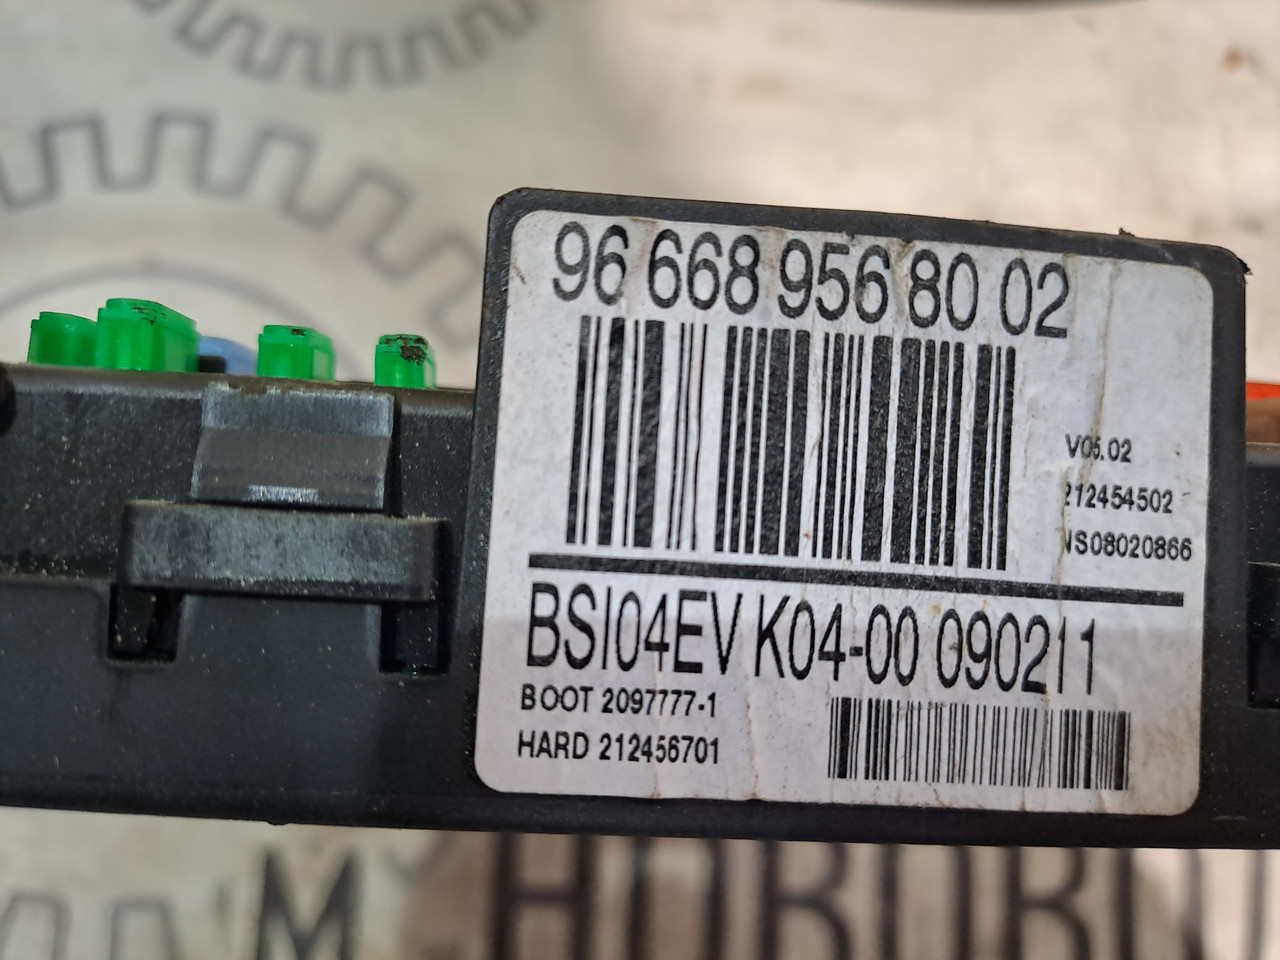 96 668 956 80 02
V05.02
212454502
NS08020866
BSI04EV K04-00 090211
BOOT 2097777-1
HARD 212456701